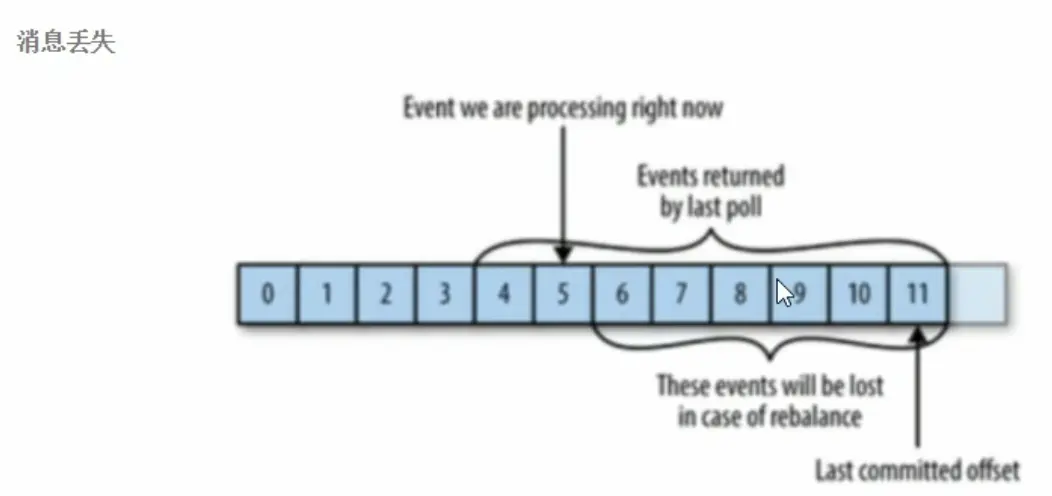 消息丢失
Event we are processing right now
Events returned
by last poll
0 1 2 3 4 5 6 7 8 9 10 11
These events will be lost
in case of rebalance
Last committed offset